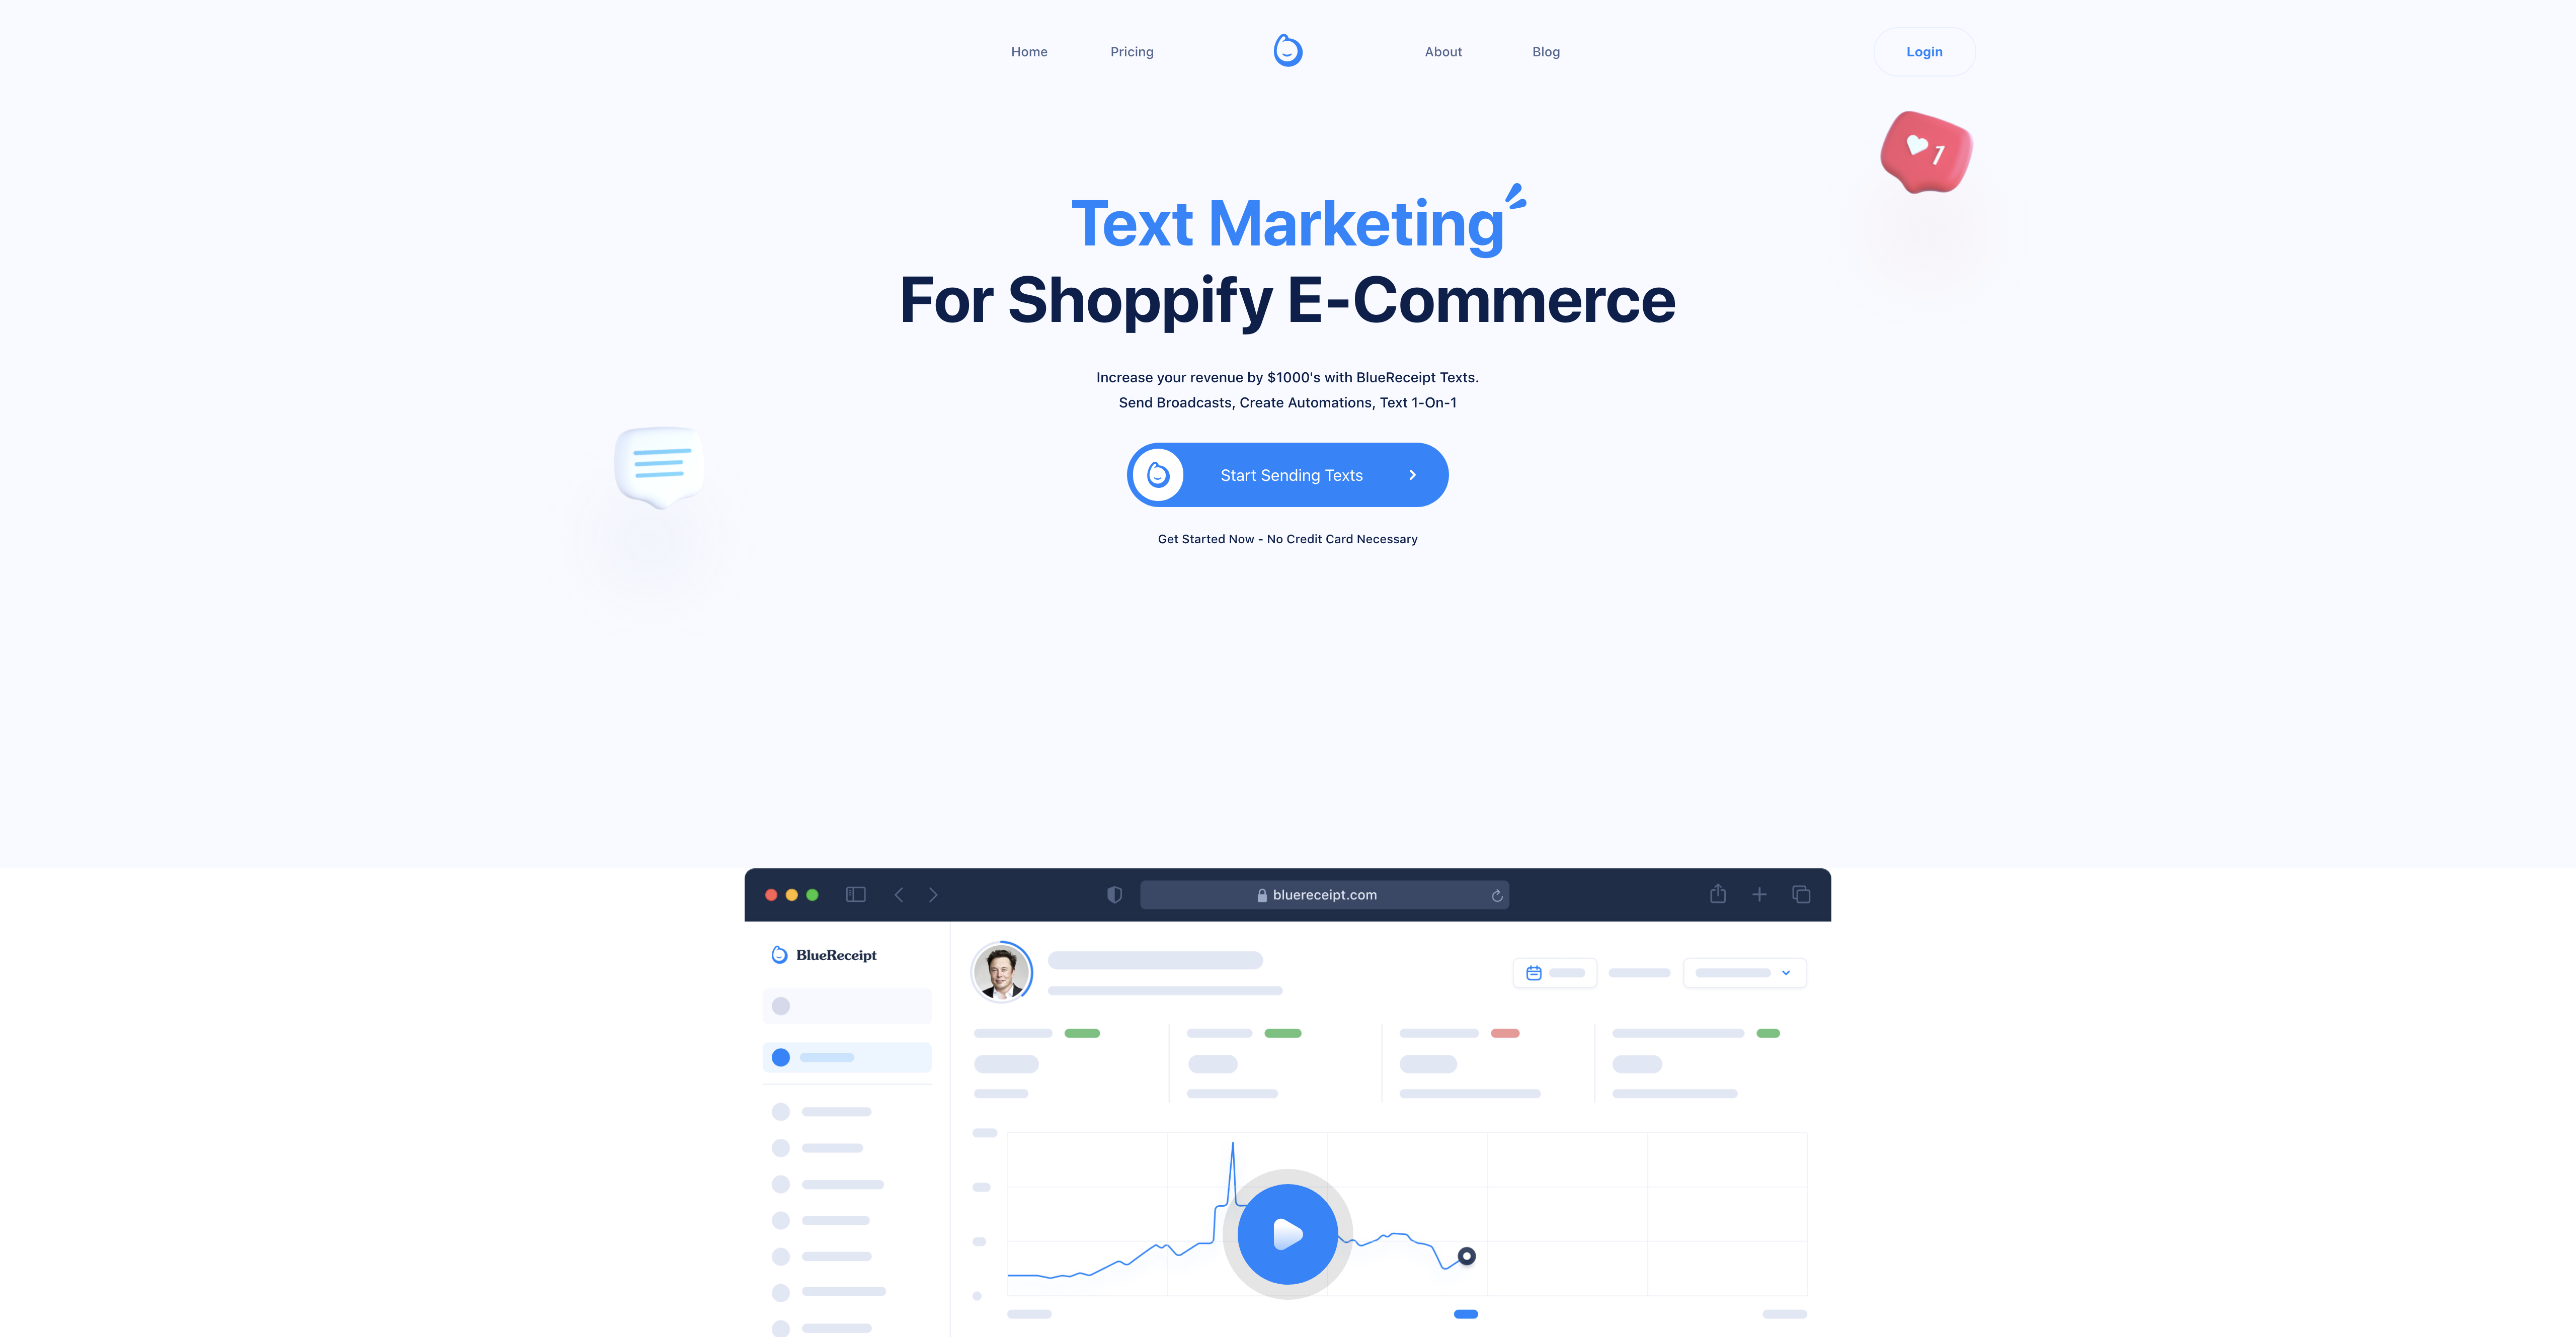 Home
Pricing
About
Blog
Login
1
Text Marketing
For Shoppify E-Commerce
Increase your revenue by $1000's with BlueReceipt Texts.
Send Broadcasts, Create Automations, Text 1-On-1
Start Sending Texts
Get Started Now - No Credit Card Necessary
bluereceipt.com
BlueReceipt